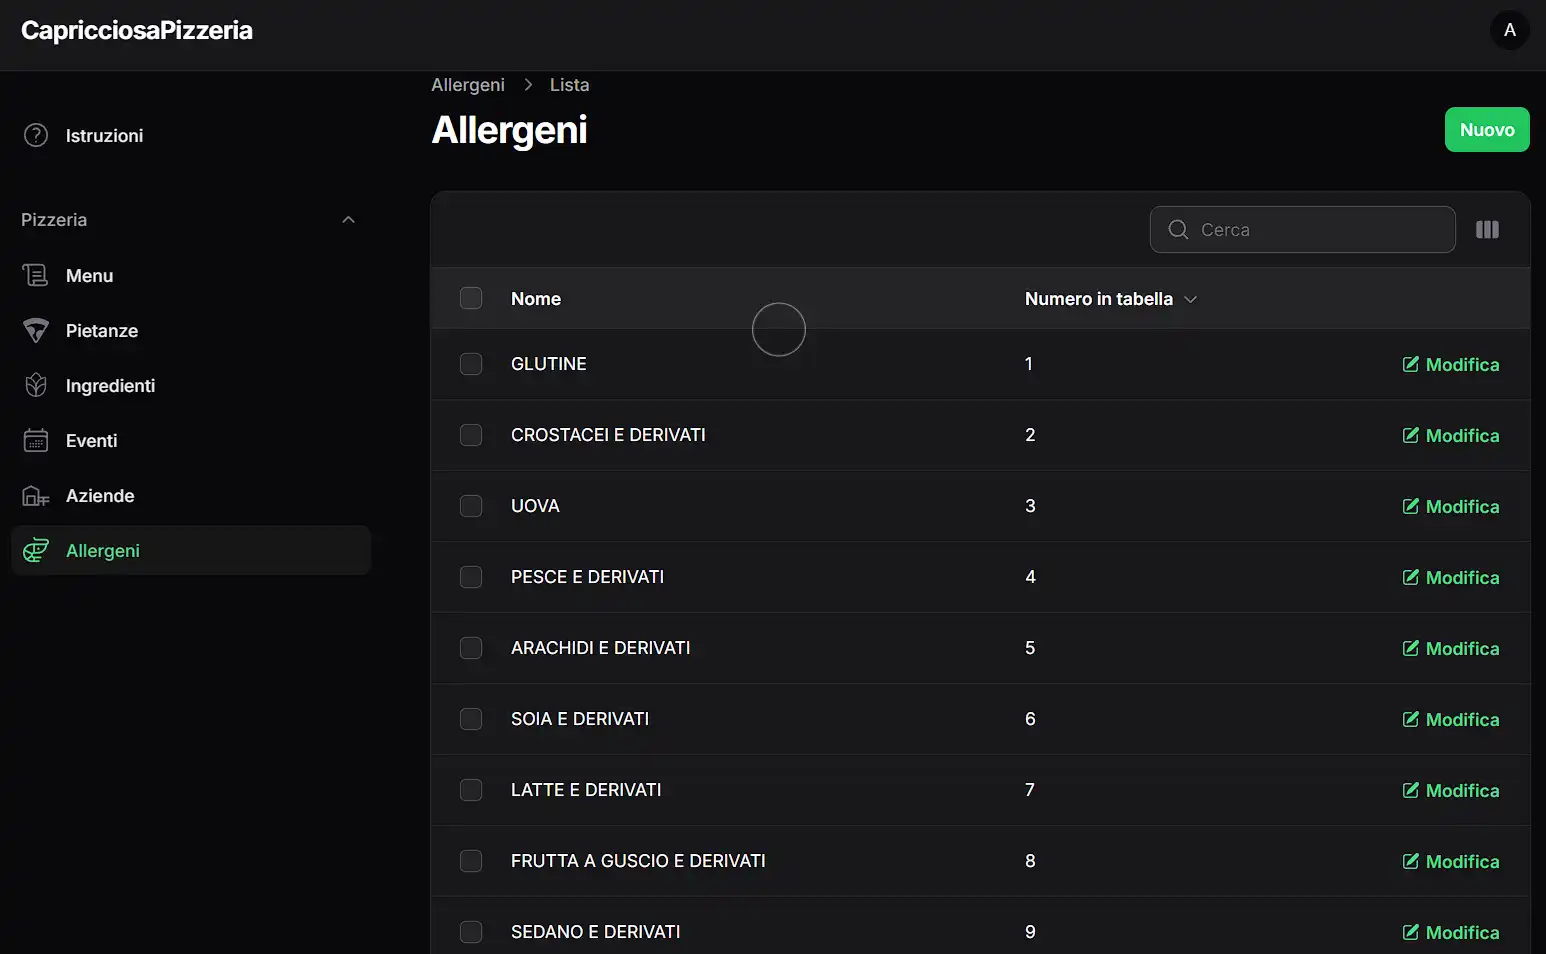 CapricciosaPizzeria
A
Istruzioni
Pizzeria
Menu
Pietanze
Ingredienti
Eventi
Aziende
Allergeni
Allergeni > Lista
Allergeni
Nuovo
Cerca
Nome Numero in tabella
GLUTINE 1 Modifica
CROSTACEI E DERIVATI 2 Modifica
UOVA 3 Modifica
PESCE E DERIVATI 4 Modifica
ARACHIDI E DERIVATI 5 Modifica
SOIA E DERIVATI 6 Modifica
LATTE E DERIVATI 7 Modifica
FRUTTA A GUSCIO E DERIVATI 8 Modifica
SEDANO E DERIVATI 9 Modifica